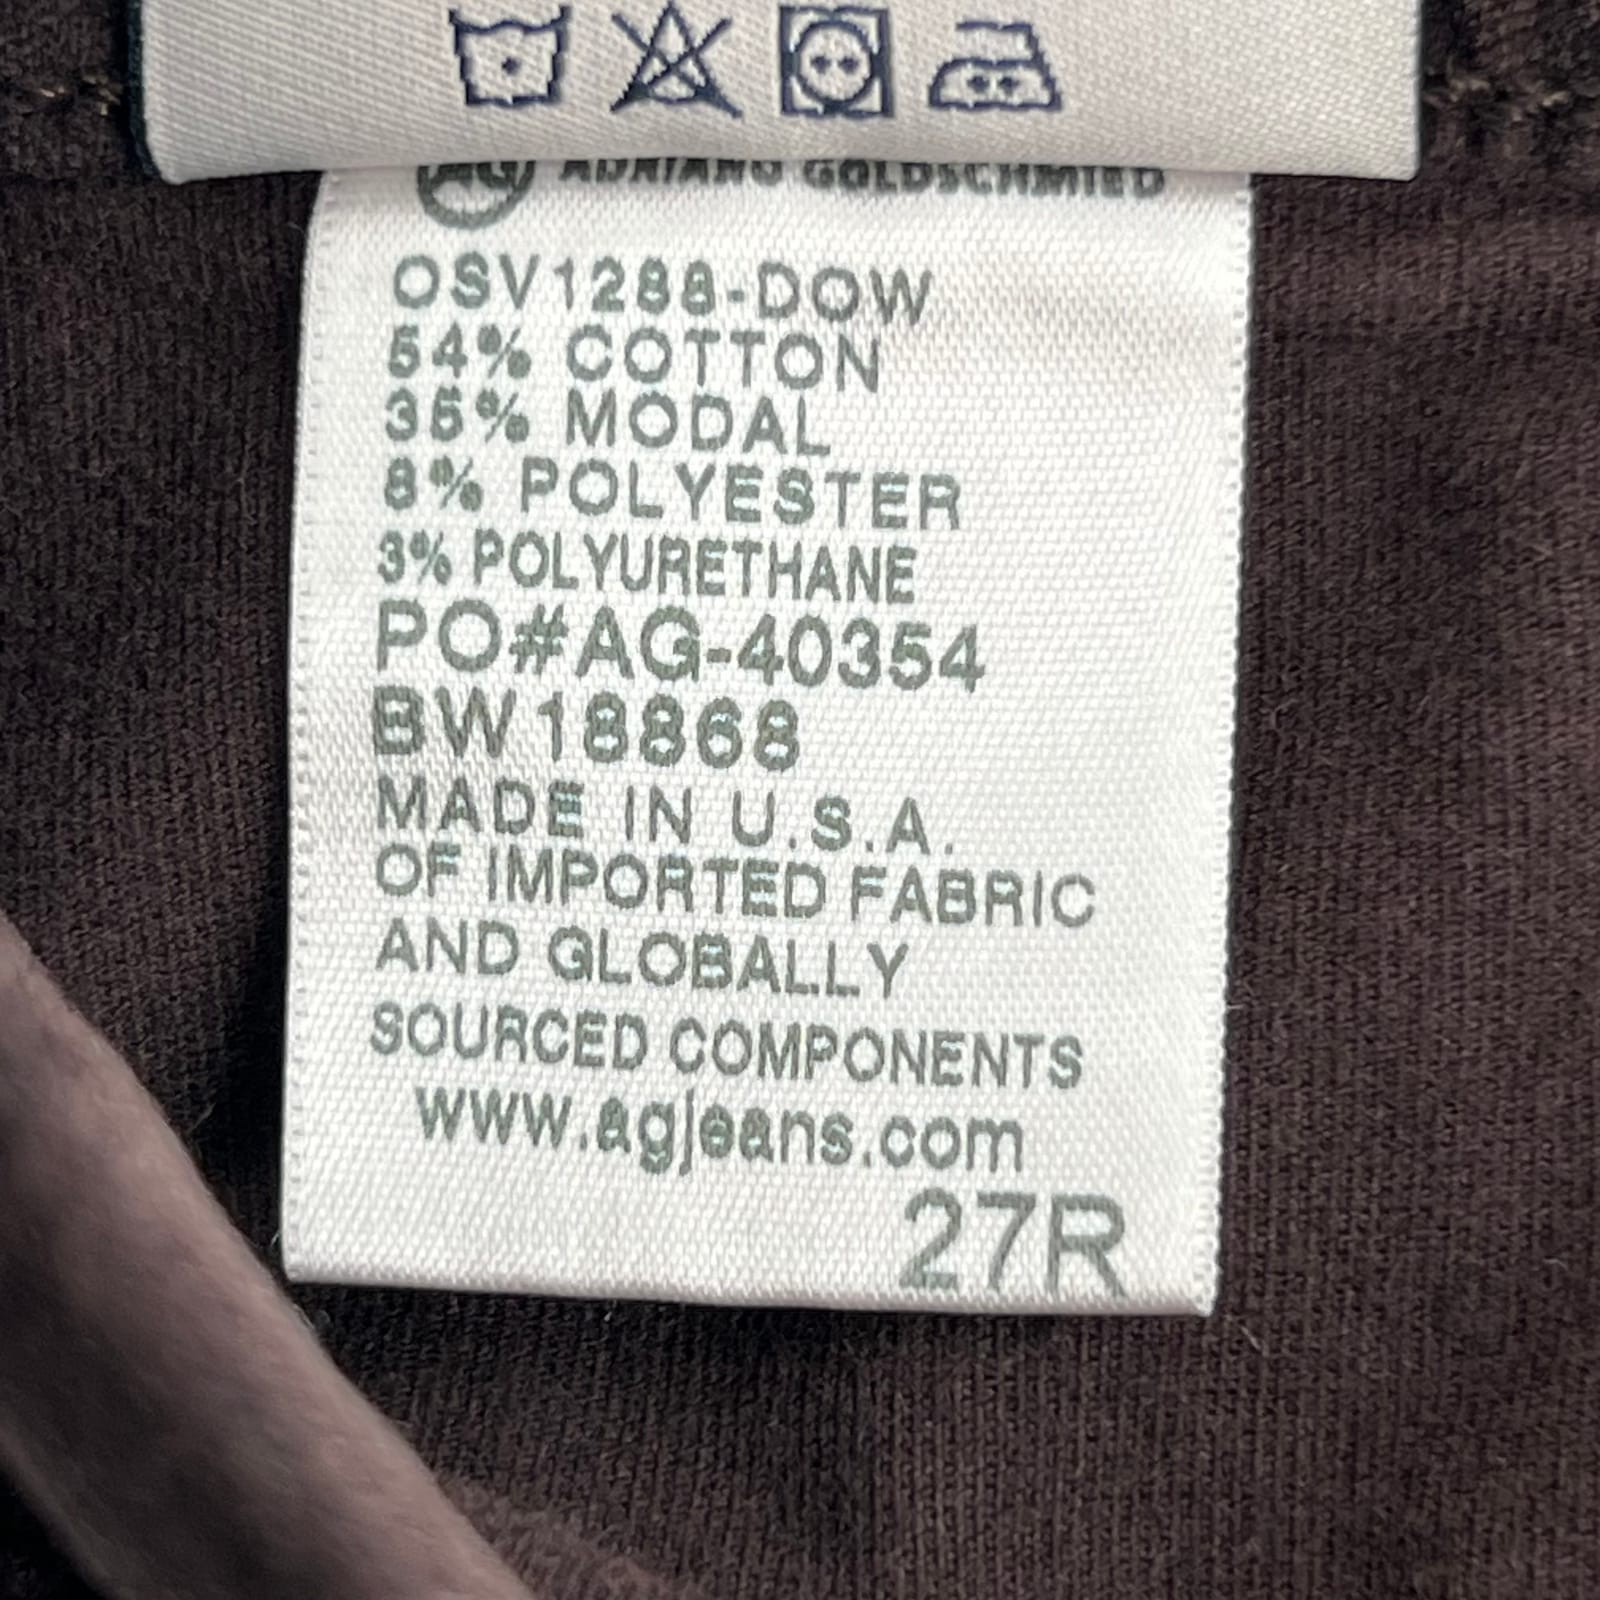 AG ADRIANO GOLDSCHMIED
OSV1288-DOW
54% COTTON
35% MODAL
8% POLYESTER
3% POLYURETHANE
PO#AG-40354
BW18868
MADE IN U.S.A.
OF IMPORTED FABRIC
AND GLOBALLY
SOURCED COMPONENTS
www.agjeans.com
27R